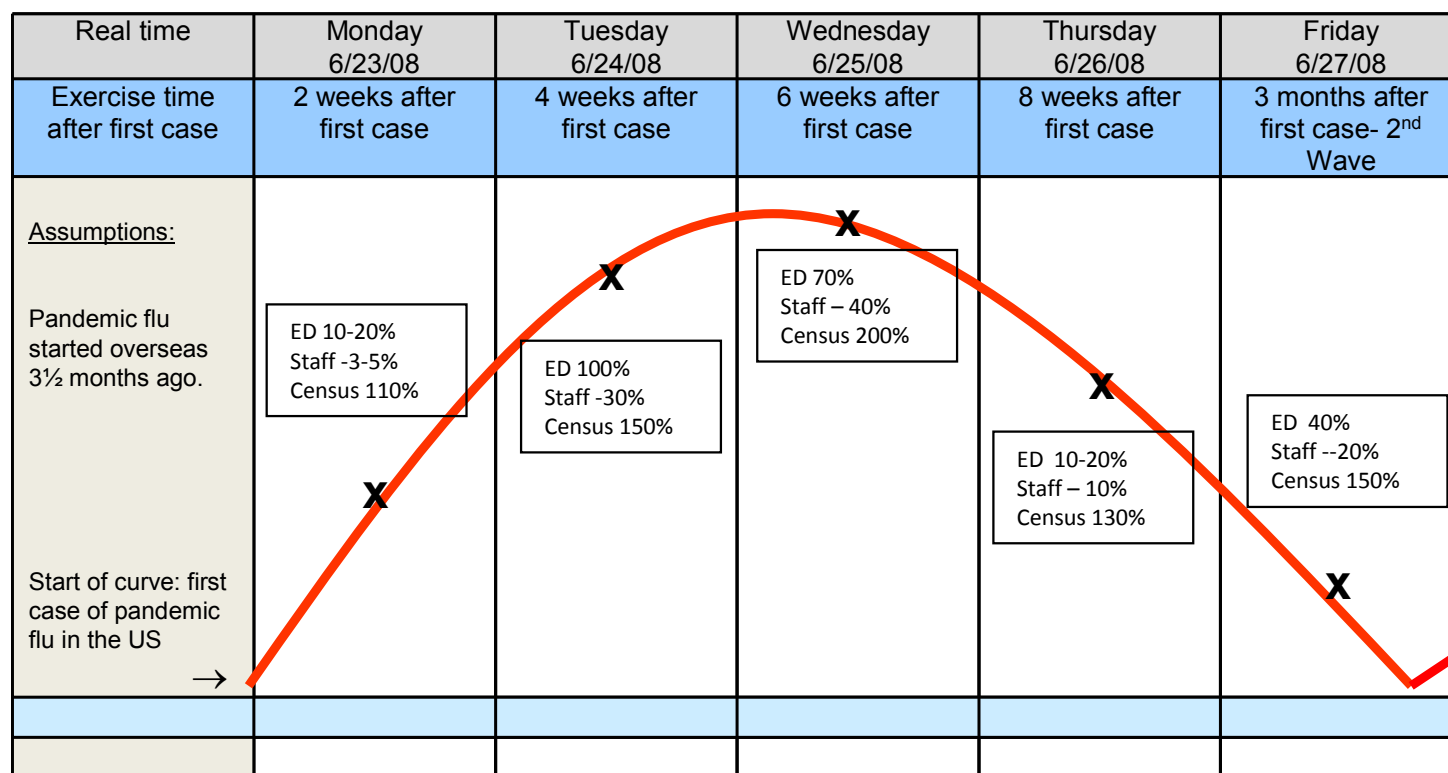 Real time
Monday
6/23/08
Tuesday
6/24/08
Wednesday
6/25/08
Thursday
6/26/08
Friday
6/27/08
Exercise time
after first case
2 weeks after
first case
4 weeks after
first case
6 weeks after
first case
8 weeks after
first case
3 months after
first case- 2nd
Wave
Assumptions:
Pandemic flu
started overseas
3½ months ago.
Start of curve: first
case of pandemic
flu in the US
→
ED 10-20%
Staff -3-5%
Census 110%
X
ED 100%
Staff -30%
Census 150%
X
ED 70%
Staff – 40%
Census 200%
X
ED  10-20%
Staff – 10%
Census 130%
X
ED  40%
Staff --20%
Census 150%
X